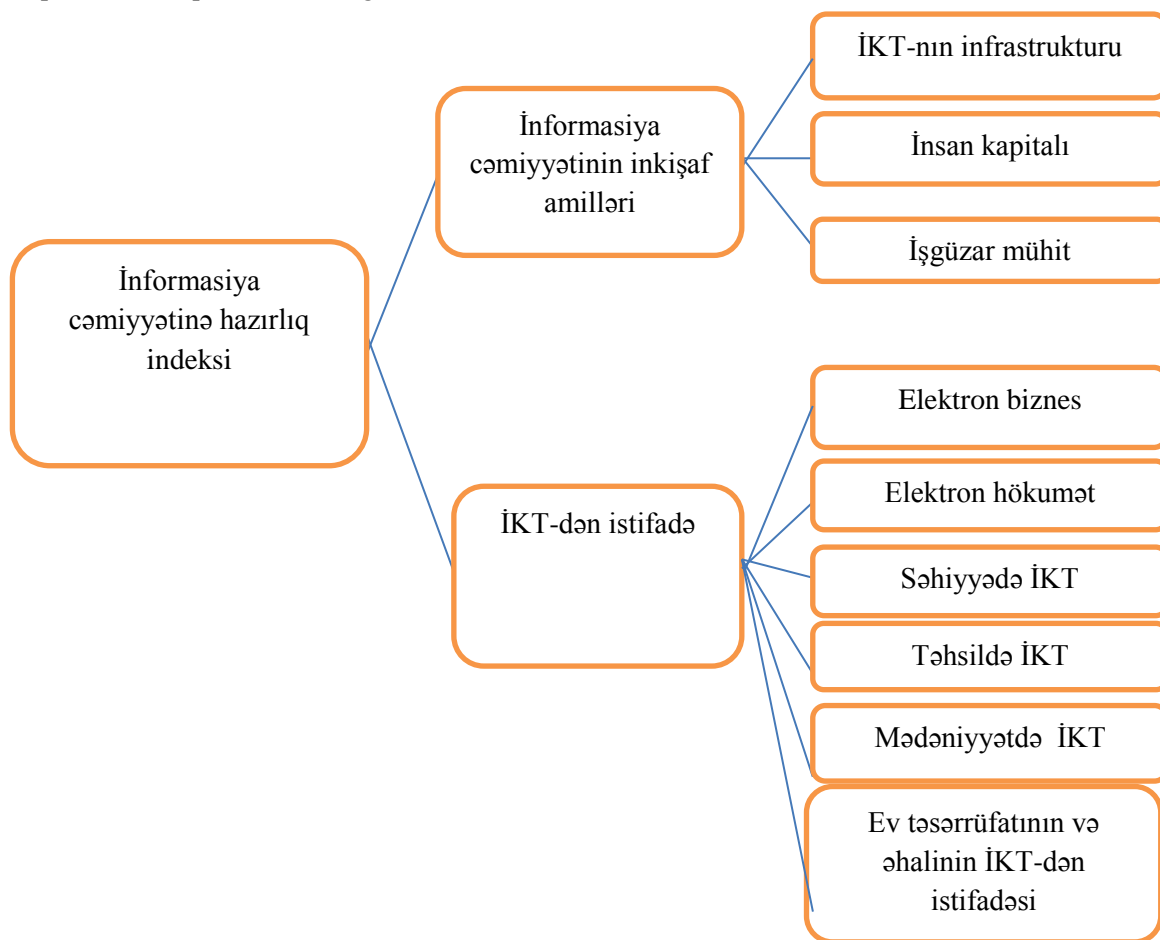 İKT-nın infrastrukturu
İnformasiya
cəmiyyətinin inkişaf
amilləri
İnsan kapitalı
İşgüzar mühit
İnformasiya
cəmiyyətinə hazırlıq
indeksi
Elektron biznes
Elektron hökumət
İKT-dən istifadə
Səhiyyədə İKT
Təhsildə İKT
Mədəniyyətdə İKT
Ev təsərrüfatının və
əhalinin İKT-dən
istifadəsi